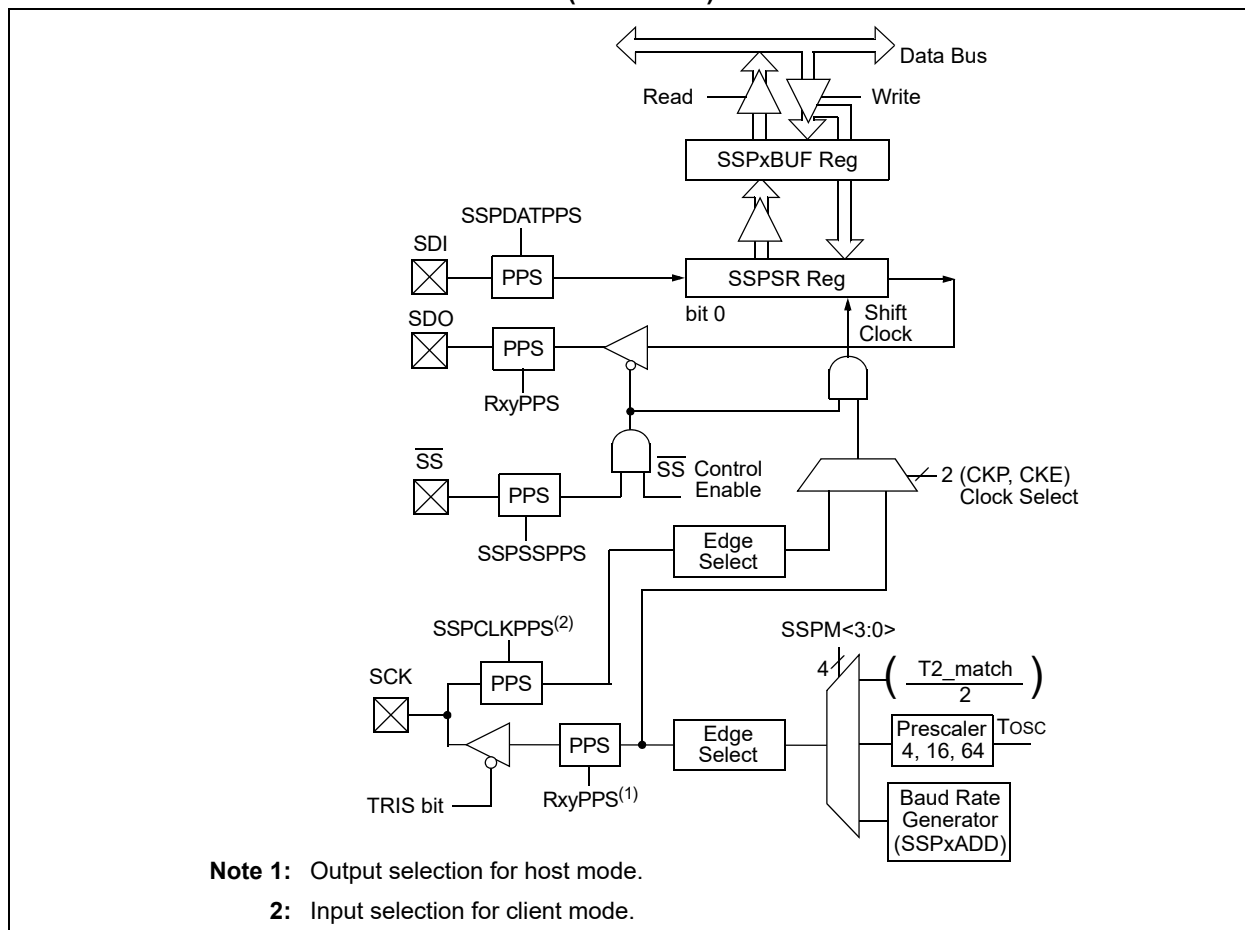 Data Bus
Read
Write
SSPxBUF Reg
SSPDATPPS
SDI
PPS
SSPSR Reg
bit 0
Shift
Clock
SDO
PPS
RxyPPS
SS
PPS
SS Control
Enable
2 (CKP, CKE)
Clock Select
SSPSSPPS
Edge
Select
SSPCLKPPS(2)
SSPM<3:0>
4
( T2_match
2 )
SCK
PPS
PPS
Edge
Select
Prescaler
4, 16, 64
TOSC
RxyPPS(1)
TRIS bit
Baud Rate
Generator
(SSPxADD)
Note 1: Output selection for host mode.
2: Input selection for client mode.